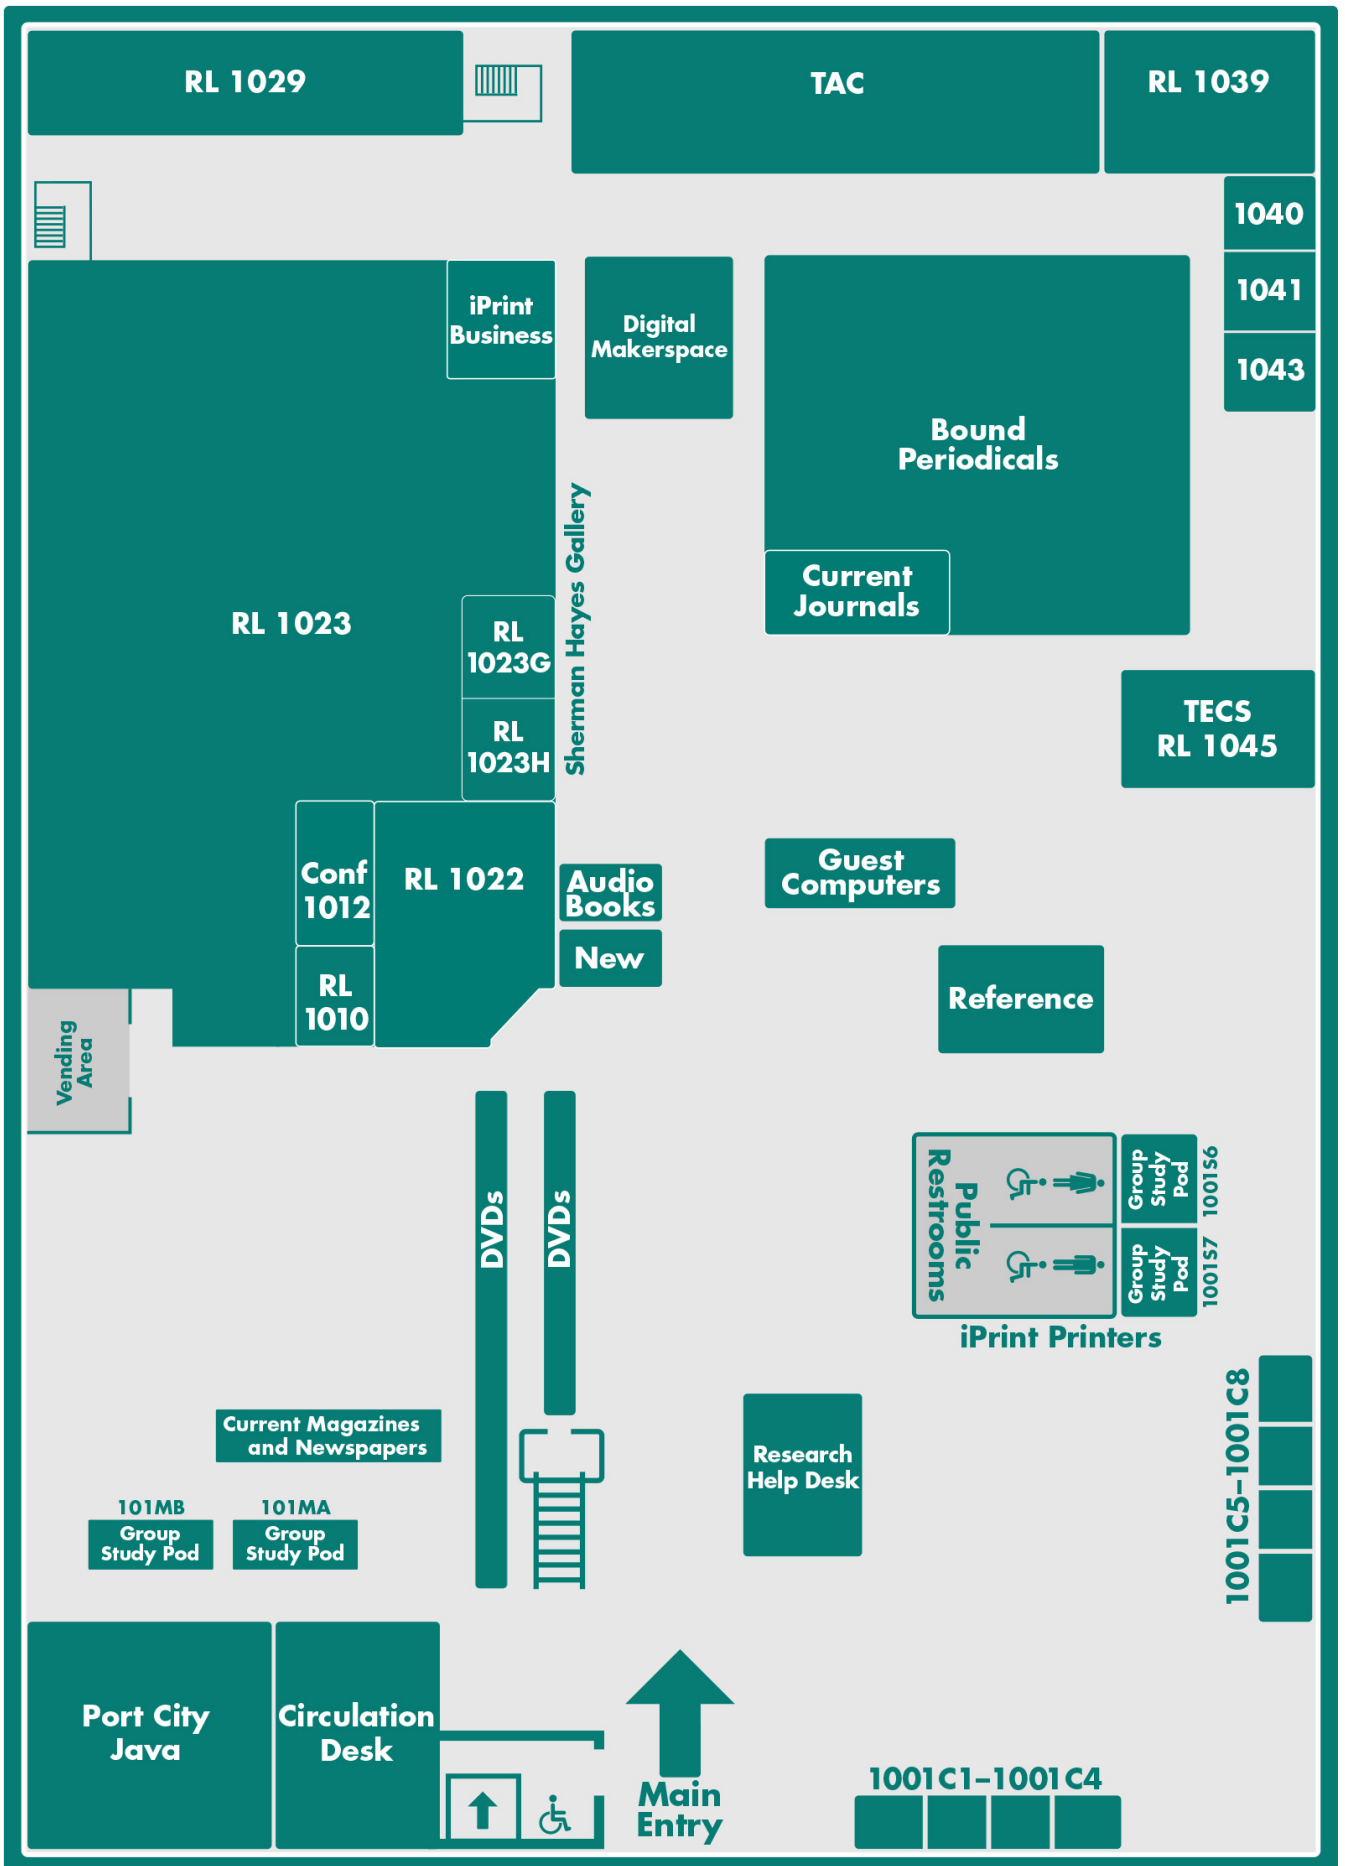 RL 1029
TAC
RL 1039
1040
1041
1043
iPrint
Business
Digital
Makerspace
Bound
Periodicals
Sherman Hayes Gallery
Current
Journals
RL 1023
RL
1023G
RL
1023H
TECS
RL 1045
Conf
1012
RL 1022
Audio
Books
Guest
Computers
New
Reference
RL
1010
Vending
Area
DVDs
DVDs
Public
Restrooms
Group
Study
Pod
1001S6
Group
Study
Pod
1001S7
iPrint Printers
Current Magazines
and Newspapers
Research
Help Desk
1001C5–1001C8
101MB
Group
Study Pod
101MA
Group
Study Pod
Port City
Java
Circulation
Desk
Main
Entry
1001C1–1001C4